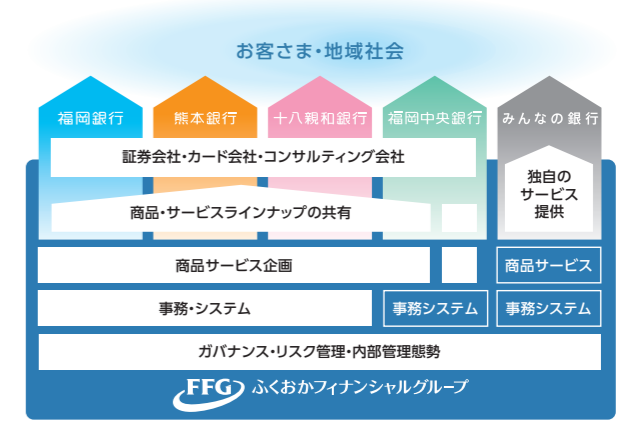 お客さま・地域社会
福岡銀行
熊本銀行
十八親和銀行
福岡中央銀行
みんなの銀行
証券会社・カード会社・コンサルティング会社
独自の
サービス
提供
商品・サービスラインナップの共有
商品サービス企画
商品サービス
事務・システム
事務システム
事務システム
ガバナンス・リスク管理・内部管理態勢
FFG ふくおかフィナンシャルグループ